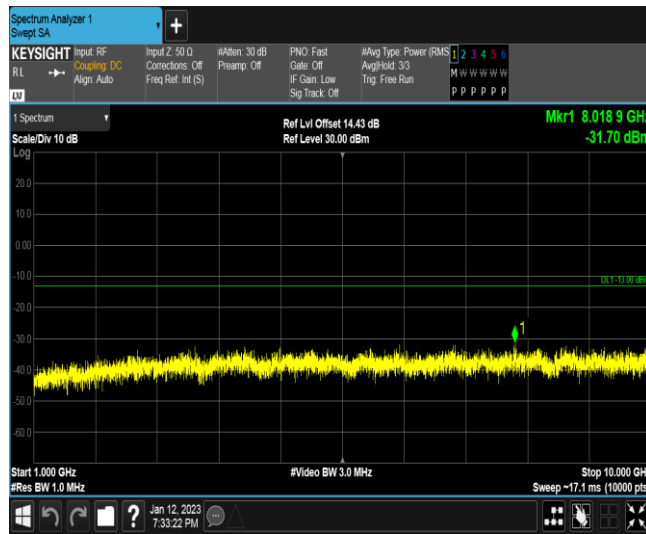 Spectrum Analyzer 1
Swept SA
+
KEYSIGHT
RL
LXI
Input: RF
Coupling: DC
Align: Auto
Input Z: 50 Ω
Corrections: Off
Freq Ref: Int (S)
#Atten: 30 dB
Preamp: Off
PNO: Fast
Gate: Off
IF Gain: Low
Sig Track: Off
#Avg Type: Power (RMS
Avg|Hold: 3/3
Trig: Free Run
1 2 3 4 5 6
M W W W W W
P P P P P P
1 Spectrum
Scale/Div 10 dB
Ref Lvl Offset 14.43 dB
Ref Level 30.00 dBm
Mkr1 8.018 9 GHz
-31.70 dBm
Log
20.0
10.0
0.00
-10.0
DL1 -13.00 dBm
-20.0
-30.0
1
-40.0
-50.0
-60.0
Start 1.000 GHz
#Res BW 1.0 MHz
#Video BW 3.0 MHz
Stop 10.000 GH
Sweep ~17.1 ms (10000 pts
?
Jan 12, 2023
7:33:22 PM